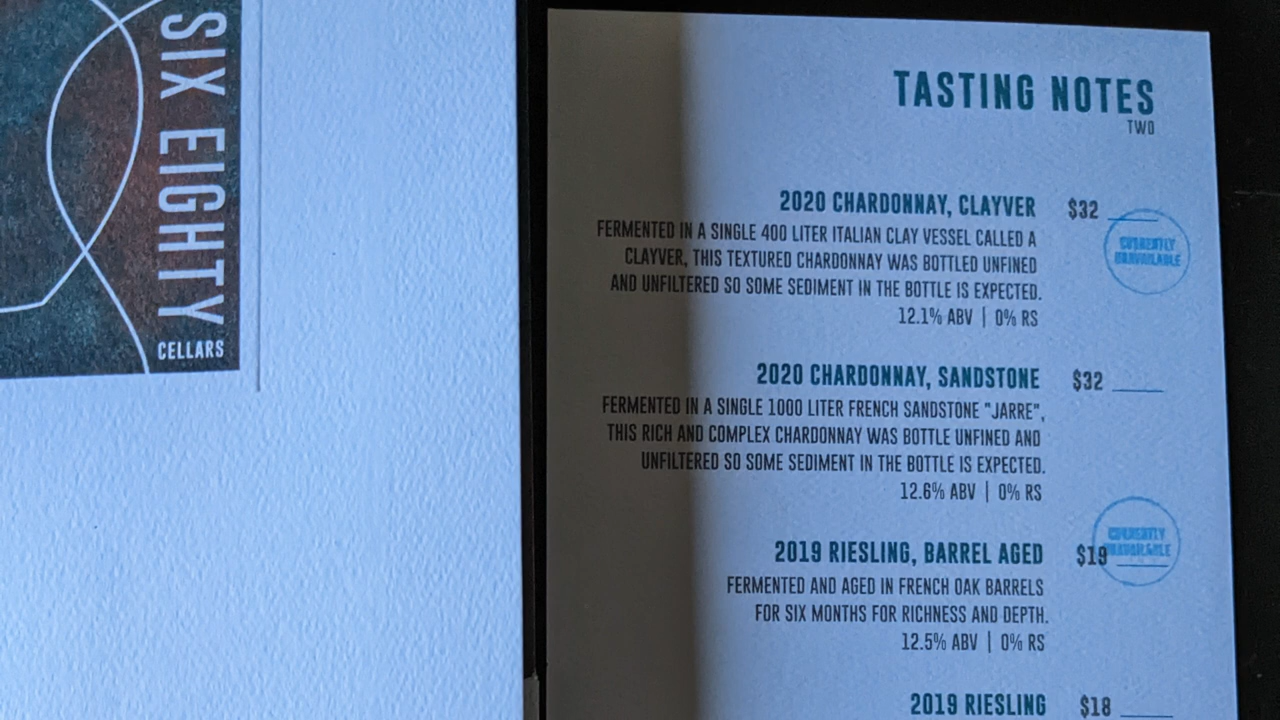 SIX EIGHTY
CELLARS
TASTING NOTES
TWO
2020 CHARDONNAY, CLAYVER $32 ____
FERMENTED IN A SINGLE 400 LITER ITALIAN CLAY VESSEL CALLED A
CLAYVER, THIS TEXTURED CHARDONNAY WAS BOTTLED UNFINED
AND UNFILTERED SO SOME SEDIMENT IN THE BOTTLE IS EXPECTED.
12.1% ABV | 0% RS
CURRENTLY
UNAVAILABLE
2020 CHARDONNAY, SANDSTONE $32 ____
FERMENTED IN A SINGLE 1000 LITER FRENCH SANDSTONE "JARRE",
THIS RICH AND COMPLEX CHARDONNAY WAS BOTTLE UNFINED AND
UNFILTERED SO SOME SEDIMENT IN THE BOTTLE IS EXPECTED.
12.6% ABV | 0% RS
2019 RIESLING, BARREL AGED $19 ____
CURRENTLY
UNAVAILABLE
FERMENTED AND AGED IN FRENCH OAK BARRELS
FOR SIX MONTHS FOR RICHNESS AND DEPTH.
12.5% ABV | 0% RS
2019 RIESLING $18 ____